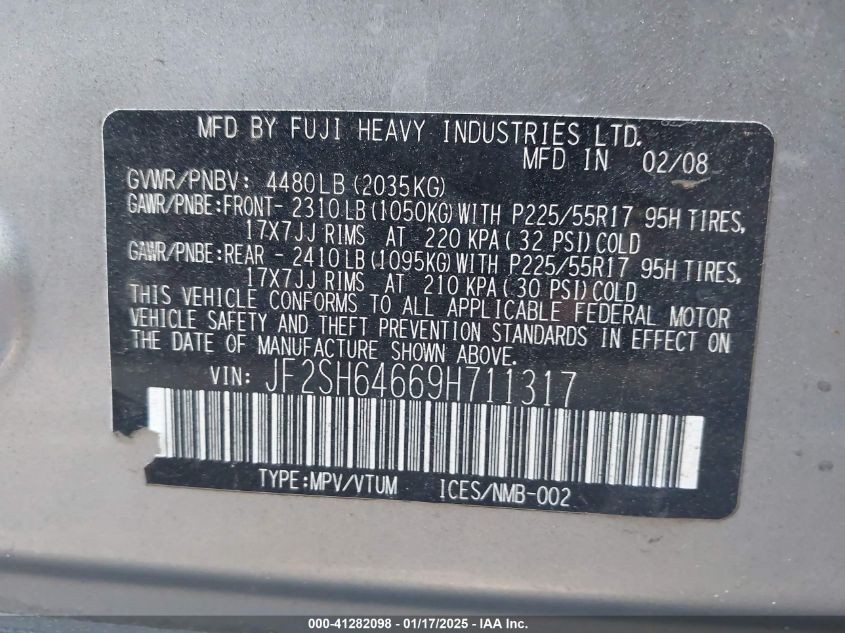 MFD BY FUJI HEAVY INDUSTRIES LTD.
MFD IN 02/08
GVWR/PNBV: 4480LB(2035KG)
GAWR/PNBE:FRONT- 2310LB(1050KG)WITH P225/55R17 95H TIRES,
17X7JJ RIMS AT 220 KPA( 32 PSI)COLD
GAWR/PNBE:REAR - 2410LB(1095KG)WITH P225/55R17 95H TIRES,
17X7JJ RIMS AT 210 KPA( 30 PSI)COLD
THIS VEHICLE CONFORMS TO ALL APPLICABLE FEDERAL MOTOR
VEHICLE SAFETY AND THEFT PREVENTION STANDARDS IN EFFECT ON
THE DATE OF MANUFACTURE SHOWN ABOVE.
VIN: JF2SH64669H711317
TYPE:MPV/VTUM ICES/NMB-002
000-41282098 - 01/17/2025 - IAA Inc.